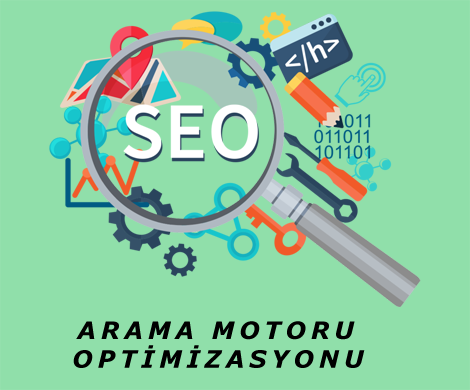 </h>
SEO
011
011011
101101
ARAMA MOTORU
OPTİMİZASYONU